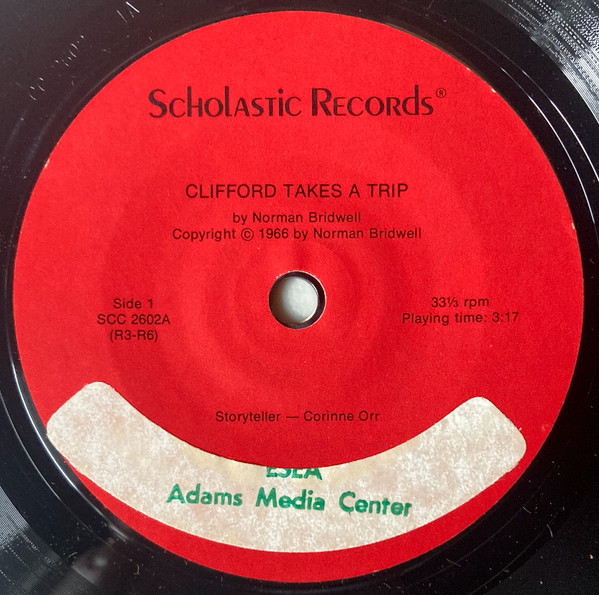 SCHOLASTIC RECORDS®
CLIFFORD TAKES A TRIP
by Norman Bridwell
Copyright © 1966 by Norman Bridwell
Side 1
SCC 2602A
(R3-R6)
33⅓ rpm
Playing time: 3:17
Storyteller — Corinne Orr
Adams Media Center